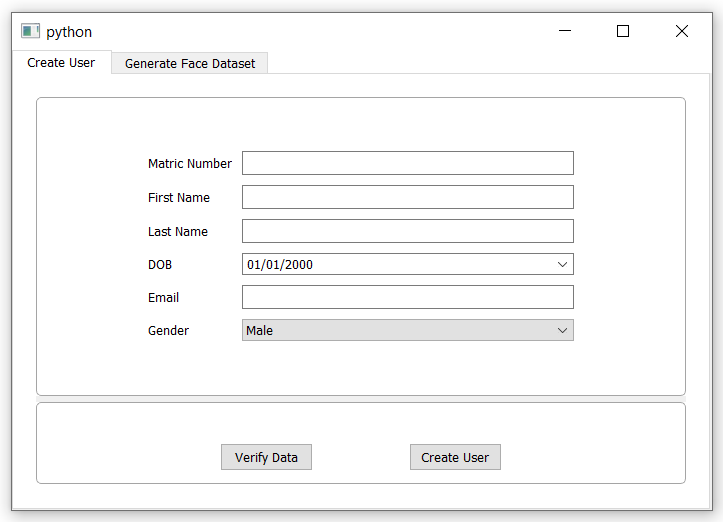 python
Create User Generate Face Dataset
Matric Number
First Name
Last Name
DOB 01/01/2000
Email
Gender Male
Verify Data Create User